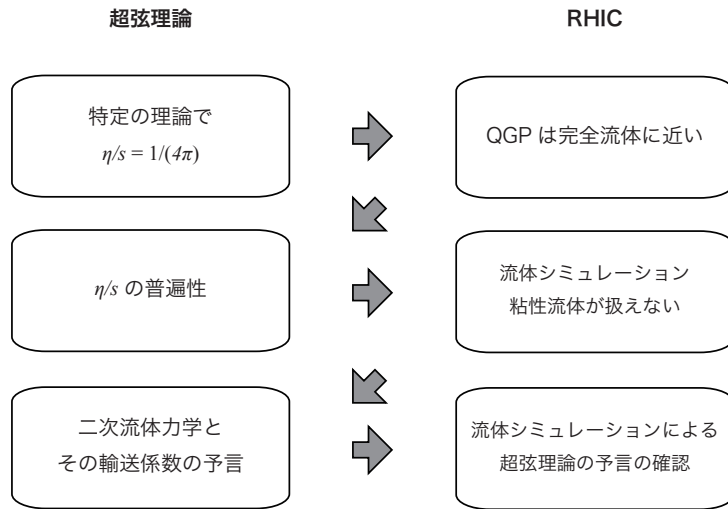 超弦理論
RHIC
特定の理論で
η/s = 1/(4π)
QGP は完全流体に近い
η/s の普遍性
流体シミュレーション
粘性流体が扱えない
二次流体力学と
その輸送係数の予言
流体シミュレーションによる
超弦理論の予言の確認